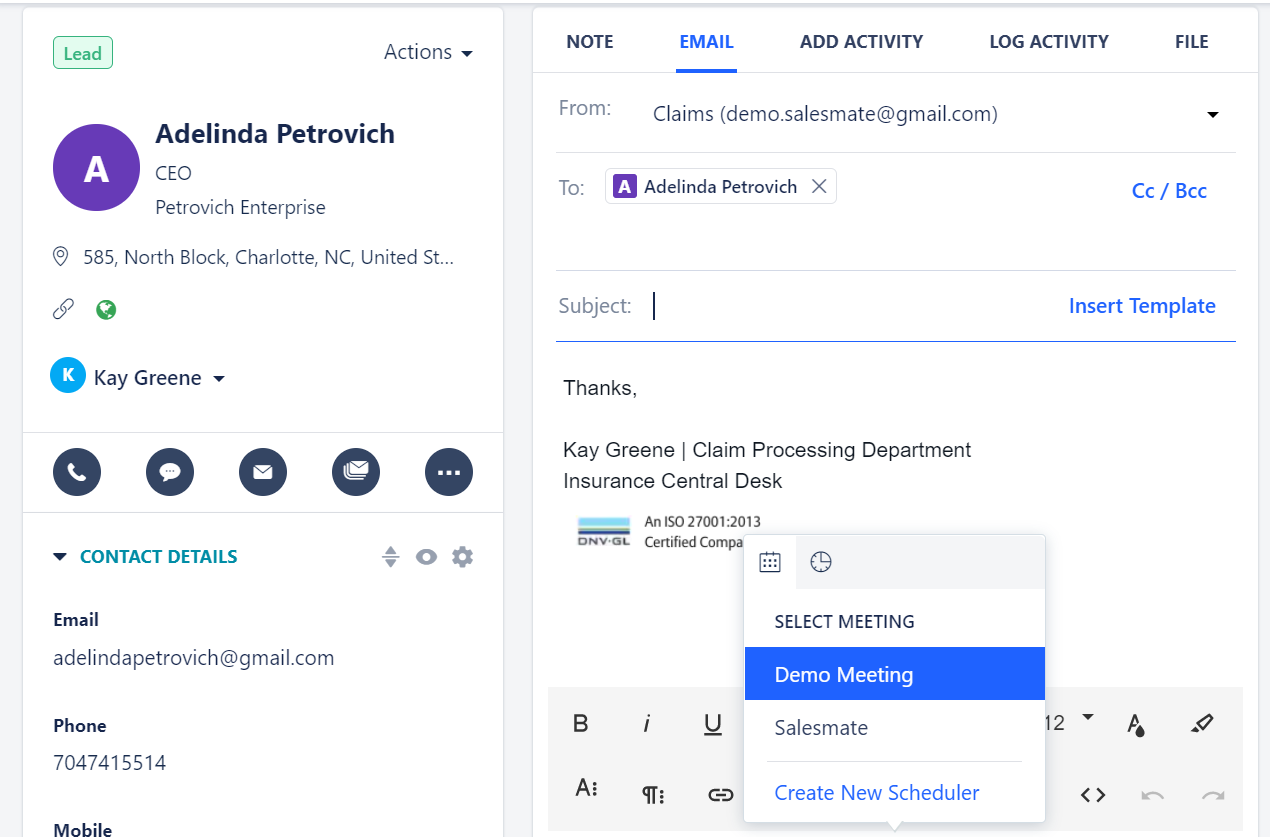 Lead
Actions
A
Adelinda Petrovich
CEO
Petrovich Enterprise
585, North Block, Charlotte, NC, United St...
K
Kay Greene
CONTACT DETAILS
Email
adelindapetrovich@gmail.com
Phone
7047415514
Mobile
NOTE
EMAIL
ADD ACTIVITY
LOG ACTIVITY
FILE
From:
Claims (demo.salesmate@gmail.com)
To:
A
Adelinda Petrovich
Cc / Bcc
Subject:
Insert Template
Thanks,
Kay Greene | Claim Processing Department
Insurance Central Desk
DNV·GL
An ISO 27001:2013
Certified Compa
SELECT MEETING
Demo Meeting
Salesmate
Create New Scheduler
B
i
U
12
A
A